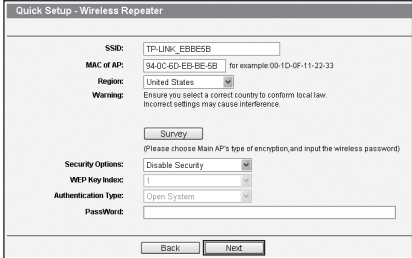 Quick Setup - Wireless Repeater
SSID: TP-LINK_EBBE5B
MAC of AP: 94-0C-6D-EB-BE-5B for example:00-1D-0F-11-22-33
Region: United States
Warning: Ensure you select a correct country to conform local law.
Incorrect settings may cause interference.
Survey
(Please choose Main AP's type of encryption,and input the wireless password)
Security Options: Disable Security
WEP Key Index: 1
Authentication Type: Open System
PassWord:
Back Next